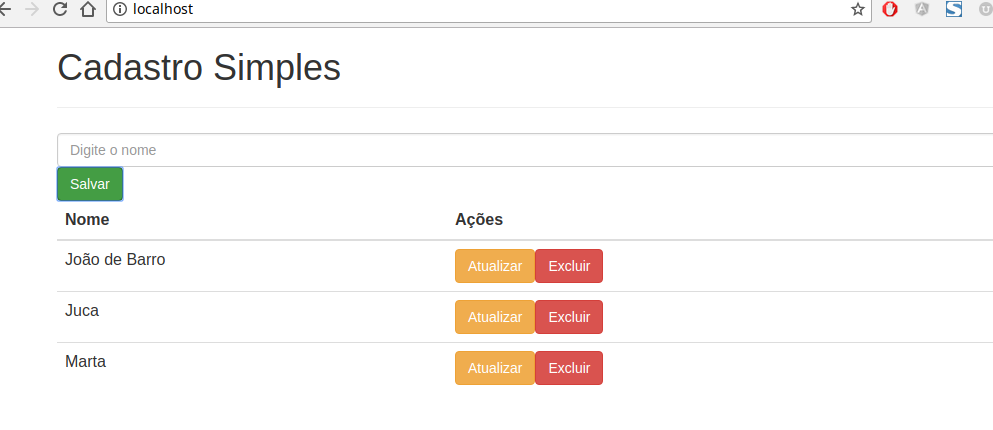 localhost
Cadastro Simples
Digite o nome
Salvar
Nome Ações
João de Barro Atualizar Excluir
Juca Atualizar Excluir
Marta Atualizar Excluir